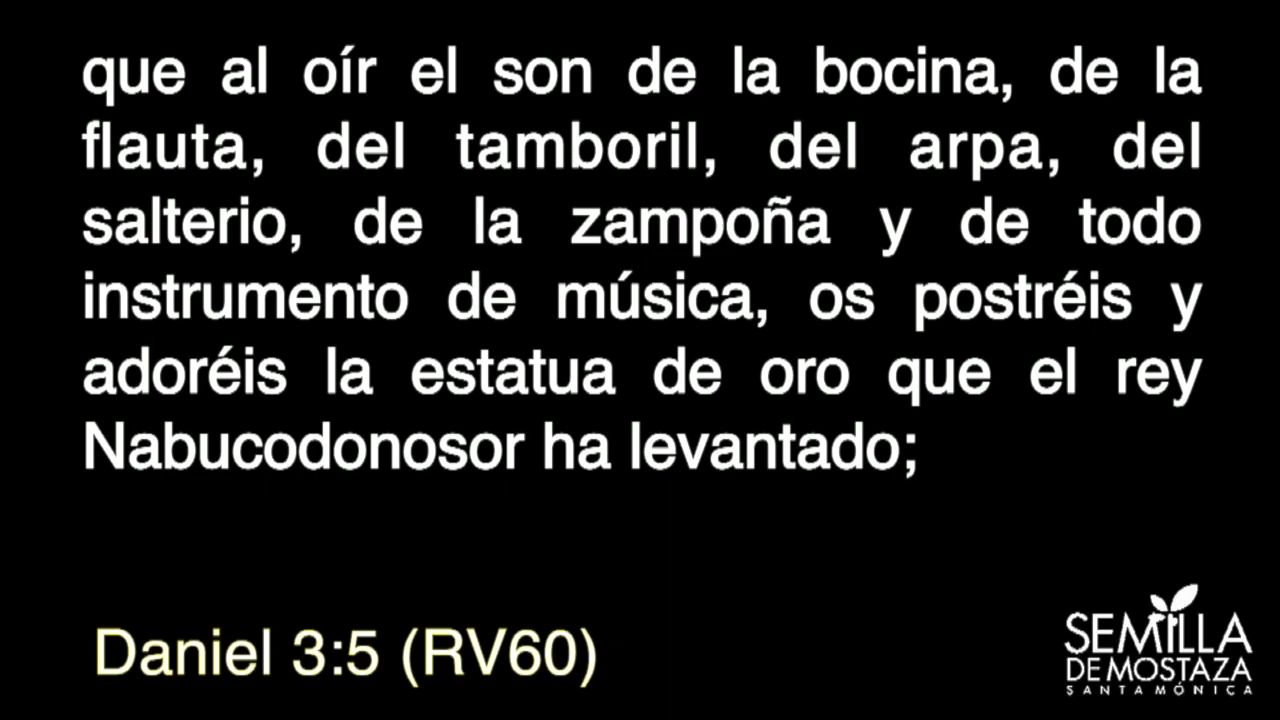 que al oír el son de la bocina, de la
flauta, del tamboril, del arpa, del
salterio, de la zampoña y de todo
instrumento de música, os postréis y
adoréis la estatua de oro que el rey
Nabucodonosor ha levantado;
Daniel 3:5 (RV60)
SEMILLA
DE MOSTAZA
SANTA MÓNICA